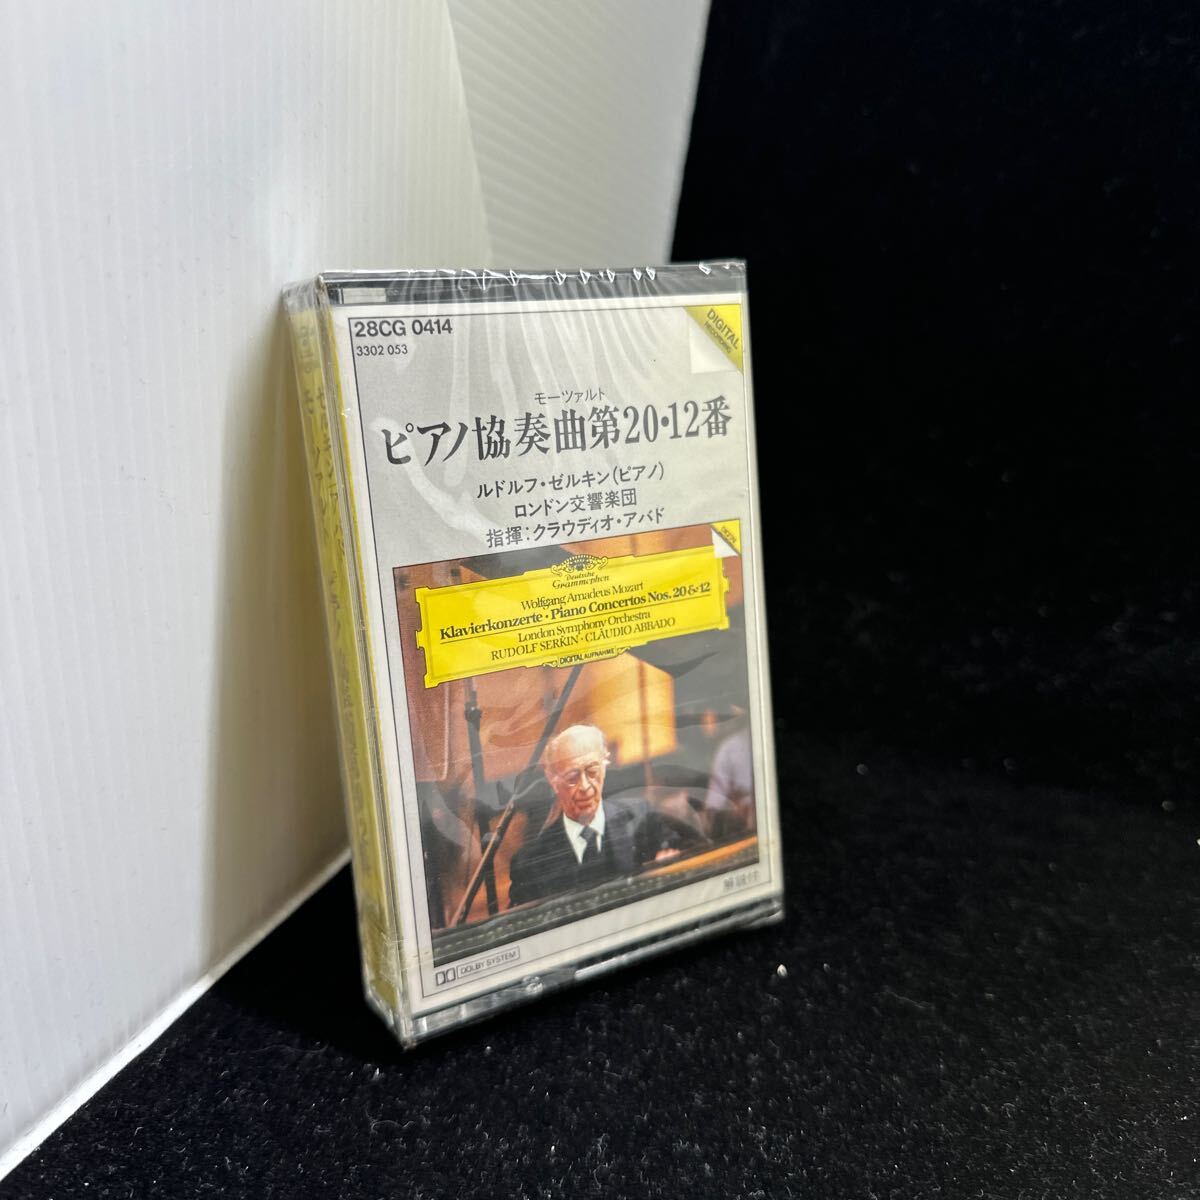 28CG 0414
3302 053
DIGITAL
RECORDING
モーツァルト
ピアノ協奏曲第20・12番
ルドルフ・ゼルキン(ピアノ)
ロンドン交響楽団
指揮:クラウディオ・アバド
Deutsche
Grammophon
Wolfgang Amadeus Mozart
Klavierkonzerte · Piano Concertos Nos. 20 & 12
London Symphony Orchestra
RUDOLF SERKIN · CLAUDIO ABBADO
DIGITAL AUFNAHME
解説付
DOLBY SYSTEM